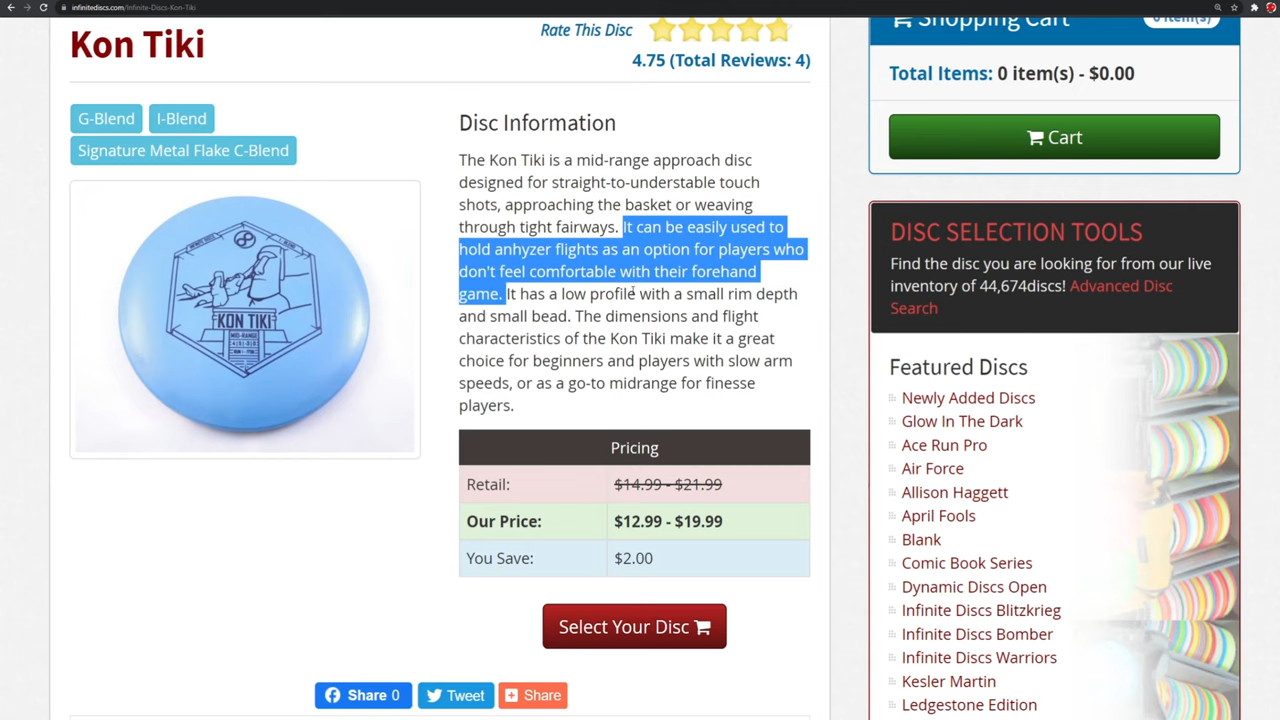 infinitediscs.com/Infinite-Discs-Kon-Tiki
Kon Tiki
Rate This Disc
4.75 (Total Reviews: 4)
G-Blend
I-Blend
Signature Metal Flake C-Blend
KON TIKI
MID-RANGE
Disc Information
The Kon Tiki is a mid-range approach disc
designed for straight-to-understable touch
shots, approaching the basket or weaving
through tight fairways. It can be easily used to
hold anhyzer flights as an option for players who
don't feel comfortable with their forehand
game. It has a low profile with a small rim depth
and small bead. The dimensions and flight
characteristics of the Kon Tiki make it a great
choice for beginners and players with slow arm
speeds, or as a go-to midrange for finesse
players.
Pricing
Retail: $14.99 - $21.99
Our Price: $12.99 - $19.99
You Save: $2.00
Select Your Disc
Share 0
Tweet
Share
Shopping Cart
0 item(s)
Total Items: 0 item(s) - $0.00
Cart
DISC SELECTION TOOLS
Find the disc you are looking for from our live
inventory of 44,674discs! Advanced Disc
Search
Featured Discs
Newly Added Discs
Glow In The Dark
Ace Run Pro
Air Force
Allison Haggett
April Fools
Blank
Comic Book Series
Dynamic Discs Open
Infinite Discs Blitzkrieg
Infinite Discs Bomber
Infinite Discs Warriors
Kesler Martin
Ledgestone Edition